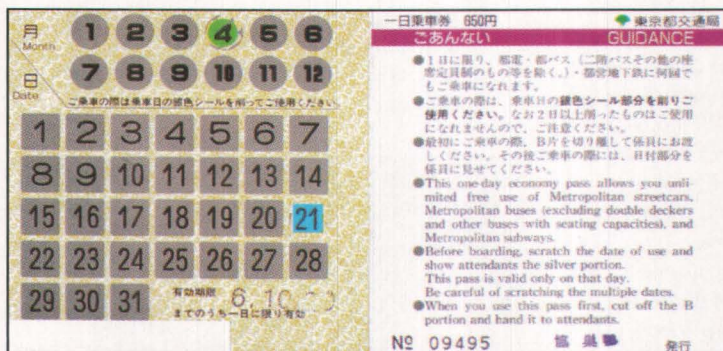 月
Month
1 2 3 4 5 6
日
Date
7 8 9 10 11 12
ご乗車の際は乗車日の銀色シールを削ってご使用ください
1 2 3 4 5 6 7
8 9 10 11 12 13 14
15 16 17 18 19 20 21
22 23 24 25 26 27 28
29 30 31
有効期限 6.10
までのうち一日に限り有効
一日乗車券 650円 東京都交通局
ごあんない GUIDANCE
●1日に限り、都電・都バス(二階バスその他の座
席定員制のもの等を除く。)・都営地下鉄に何回で
もご乗車になれます。
●ご乗車の際は、乗車日の銀色シール部分を削りご
使用ください。なお2日以上削ったものはご使用
になれませんので、ご注意ください。
●最初にご乗車の際、B片を切り離して係員にお渡
しください。その後ご乗車の際には、日付部分を
係員に見せてください。
●This one-day economy pass allows you unli-
mited free use of Metropolitan streetcars,
Metropolitan buses (excluding double deckers
and other buses with seating capacities), and
Metropolitan subways.
●Before boarding, scratch the date of use and
show attendants the silver portion.
This pass is valid only on that day.
Be careful of scratching the multiple dates.
●When you use this pass first, cut off the B
portion and hand it to attendants.
№ 09495 発行